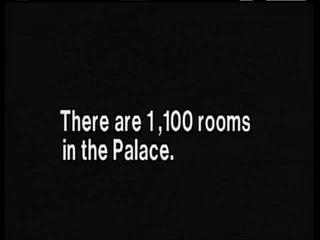 There are 1,100 rooms
in the Palace.